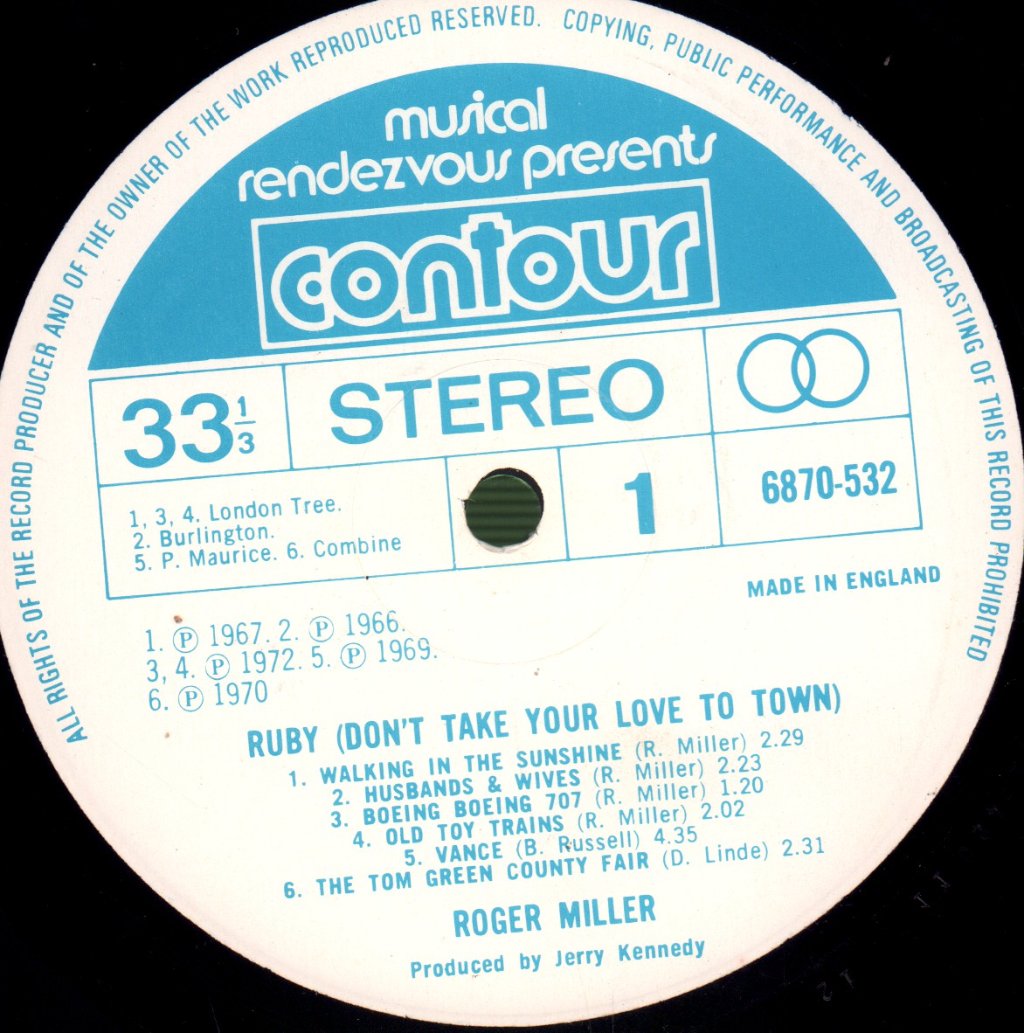 ALL RIGHTS OF THE RECORD PRODUCER AND OF THE OWNER OF THE WORK REPRODUCED RESERVED. COPYING, PUBLIC PERFORMANCE AND BROADCASTING OF THIS RECORD PROHIBITED
musical
rendezvous presents
contour
33 1/3
STEREO
1, 3, 4. London Tree.
2. Burlington.
5. P. Maurice. 6. Combine
1
6870-532
MADE IN ENGLAND
1. Ⓟ 1967. 2. Ⓟ 1966.
3, 4. Ⓟ 1972. 5. Ⓟ 1969.
6. Ⓟ 1970
RUBY (DON'T TAKE YOUR LOVE TO TOWN)
1. WALKING IN THE SUNSHINE (R. Miller) 2.29
2. HUSBANDS & WIVES (R. Miller) 2.23
3. BOEING BOEING 707 (R. Miller) 1.20
4. OLD TOY TRAINS (R. Miller) 2.02
5. VANCE (B. Russell) 4.35
6. THE TOM GREEN COUNTY FAIR (D. Linde) 2.31
ROGER MILLER
Produced by Jerry Kennedy